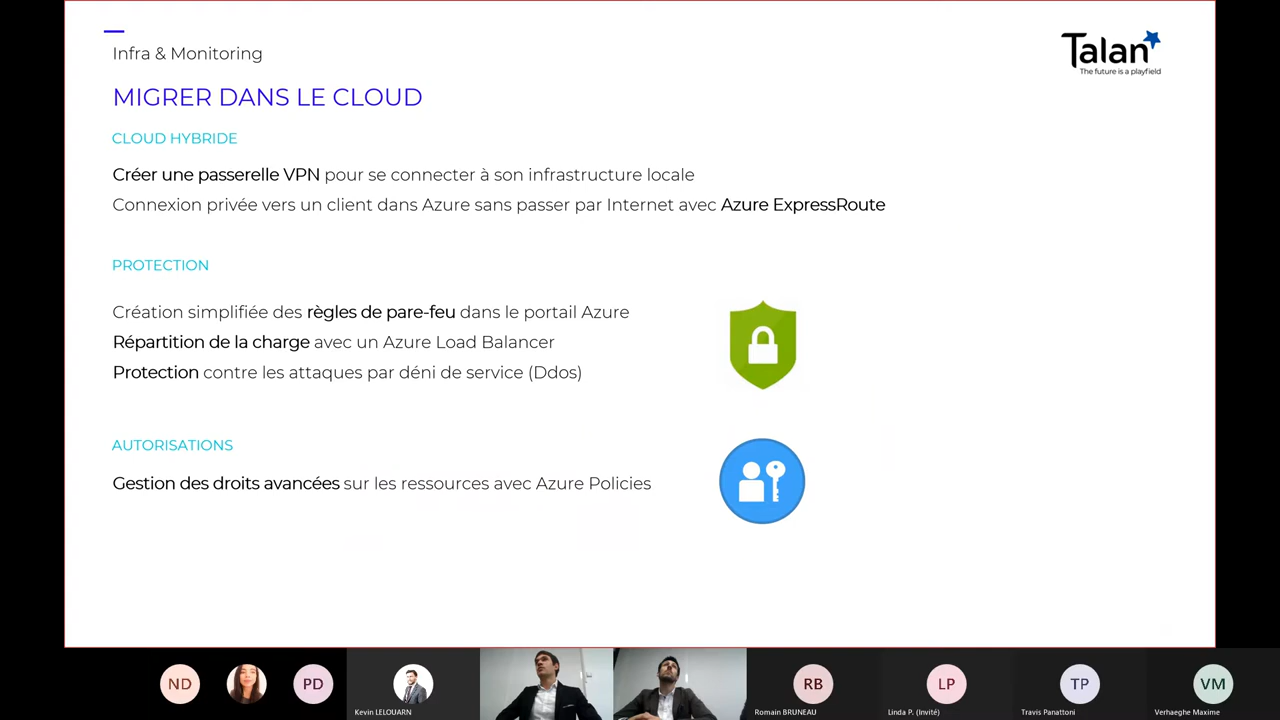 Infra & Monitoring
Talan
The future is a playfield
MIGRER DANS LE CLOUD
CLOUD HYBRIDE
Créer une passerelle VPN pour se connecter à son infrastructure locale
Connexion privée vers un client dans Azure sans passer par Internet avec Azure ExpressRoute
PROTECTION
Création simplifiée des règles de pare-feu dans le portail Azure
Répartition de la charge avec un Azure Load Balancer
Protection contre les attaques par déni de service (Ddos)
AUTORISATIONS
Gestion des droits avancées sur les ressources avec Azure Policies
ND
PD
RB
LP
TP
VM
Kevin LELOUARN
Romain BRUNEAU
Linda P. (Invité)
Travis Panattoni
Verhaeghe Maxime